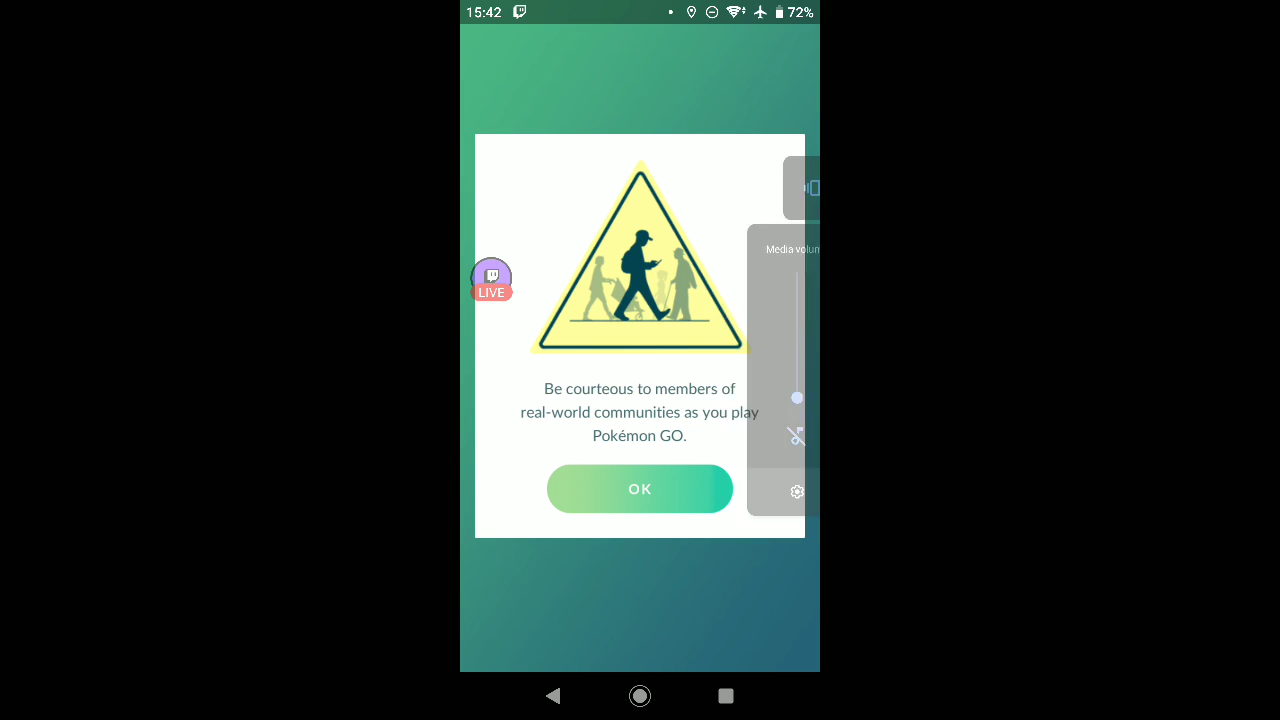 15:42
72%
Media volum
LIVE
Be courteous to members of
real-world communities as you play
Pokémon GO.
OK